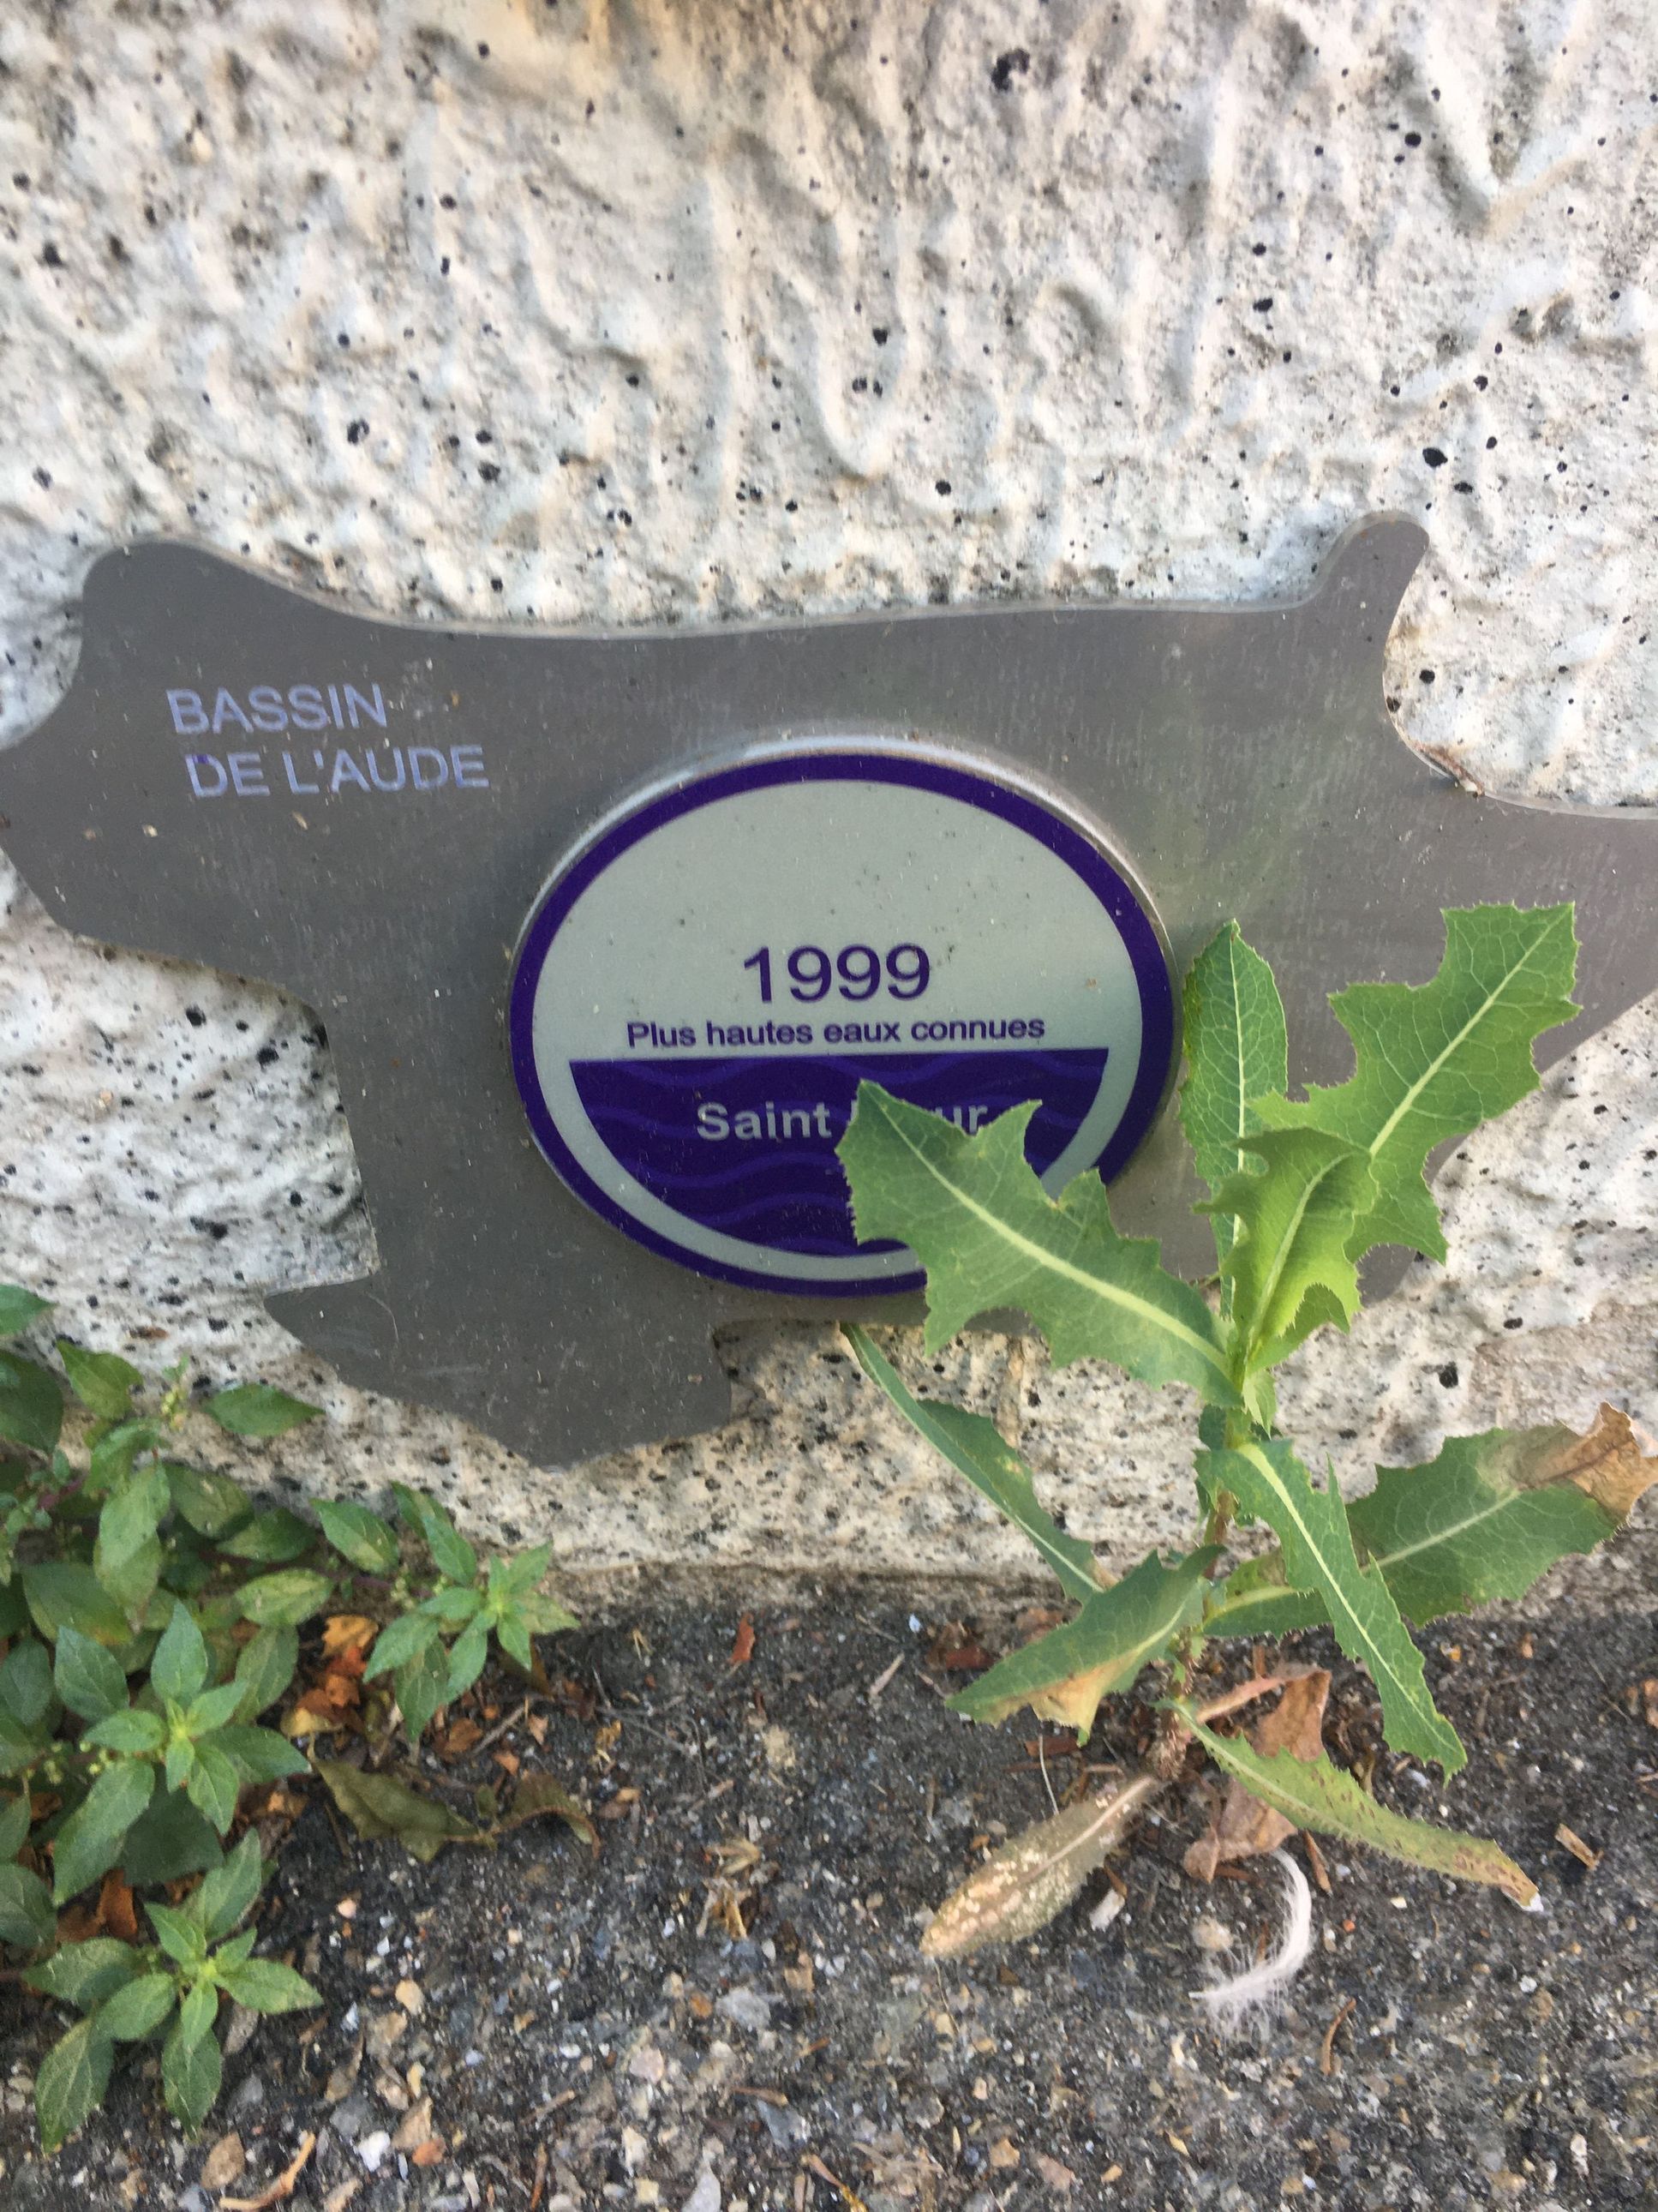 BASSIN
DE L'AUDE
1999
Plus hautes eaux connues
Saint